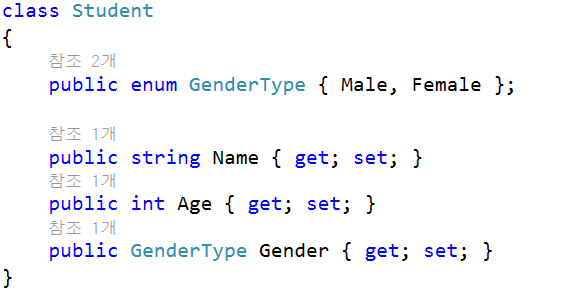 class Student
{
참조 2개
public enum GenderType { Male, Female };
참조 1개
public string Name { get; set; }
참조 1개
public int Age { get; set; }
참조 1개
public GenderType Gender { get; set; }
}